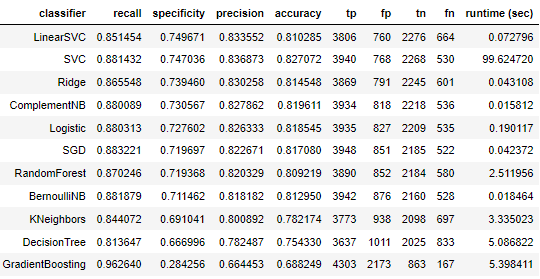 classifier recall specificity precision accuracy tp fp tn fn runtime (sec)
LinearSVC 0.851454 0.749671 0.833552 0.810285 3806 760 2276 664 0.072796
SVC 0.881432 0.747036 0.836873 0.827072 3940 768 2268 530 99.624720
Ridge 0.865548 0.739460 0.830258 0.814548 3869 791 2245 601 0.043108
ComplementNB 0.880089 0.730567 0.827862 0.819611 3934 818 2218 536 0.015812
Logistic 0.880313 0.727602 0.826333 0.818545 3935 827 2209 535 0.190117
SGD 0.883221 0.719697 0.822671 0.817080 3948 851 2185 522 0.042372
RandomForest 0.870246 0.719368 0.820329 0.809219 3890 852 2184 580 2.511956
BernoulliNB 0.881879 0.711462 0.818182 0.812950 3942 876 2160 528 0.018464
KNeighbors 0.844072 0.691041 0.800892 0.782174 3773 938 2098 697 3.335023
DecisionTree 0.813647 0.666996 0.782487 0.754330 3637 1011 2025 833 5.086822
GradientBoosting 0.962640 0.284256 0.664453 0.688249 4303 2173 863 167 5.398411